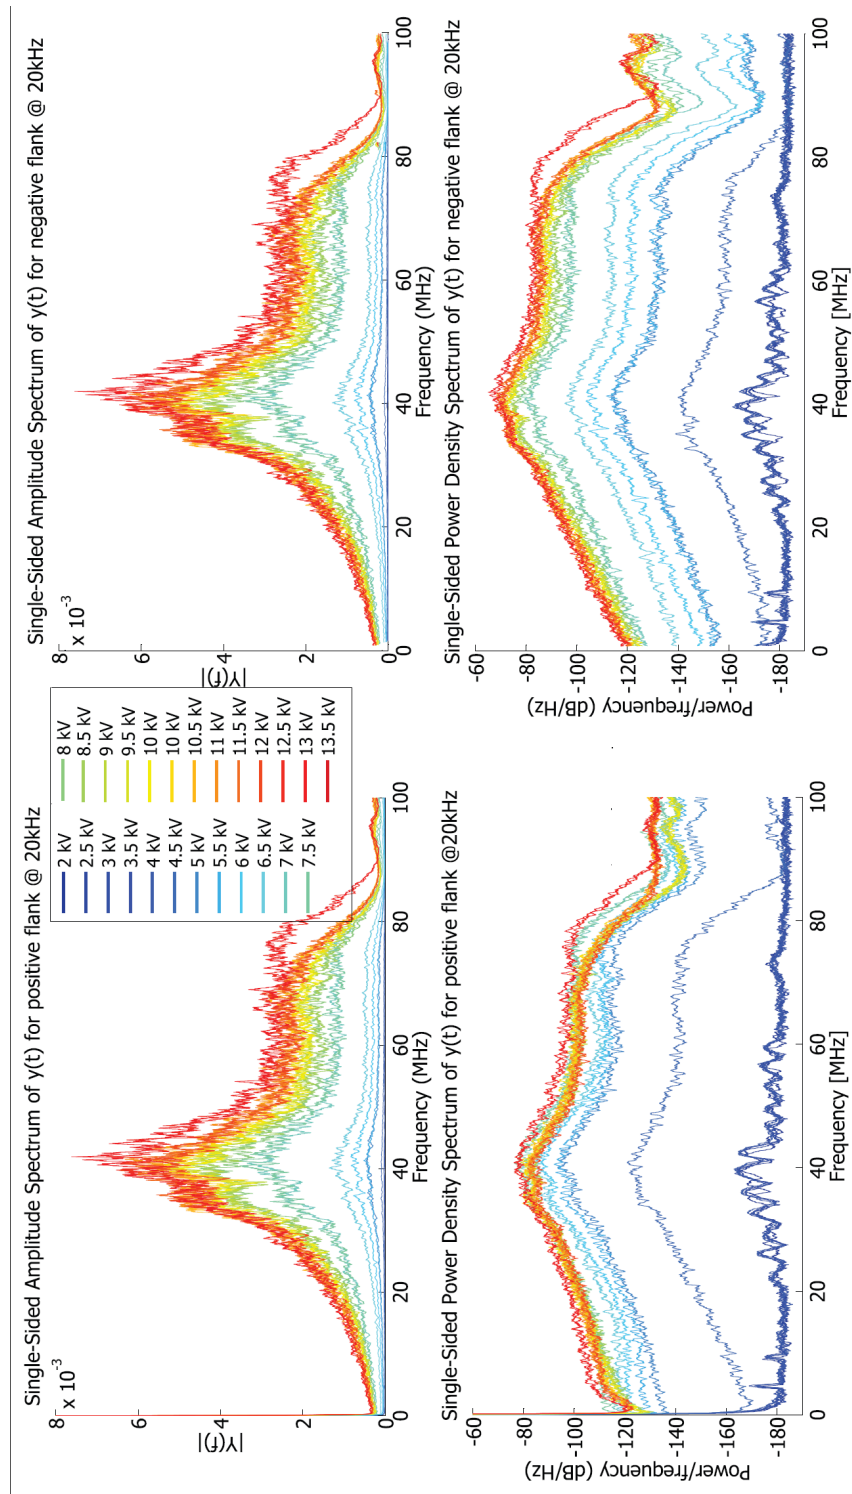 Single-Sided Amplitude Spectrum of y(t) for positive flank @ 20kHz
x 10⁻³
8
6
4
2
0
|Y(f)|
0 20 40 60 80 100
Frequency (MHz)
2 kV
2.5 kV
3 kV
3.5 kV
4 kV
4.5 kV
5 kV
5.5 kV
6 kV
6.5 kV
7 kV
7.5 kV
8 kV
8.5 kV
9 kV
9.5 kV
10 kV
10 kV
10.5 kV
11 kV
11.5 kV
12 kV
12.5 kV
13 kV
13.5 kV
Single-Sided Amplitude Spectrum of y(t) for negative flank @ 20kHz
x 10⁻³
8
6
4
2
0
|Y(f)|
0 20 40 60 80 100
Frequency (MHz)
Single-Sided Power Density Spectrum of y(t) for positive flank @20kHz
-60
-80
-100
-120
-140
-160
-180
Power/frequency (dB/Hz)
0 20 40 60 80 100
Frequency [MHz]
Single-Sided Power Density Spectrum of y(t) for negative flank @ 20kHz
-60
-80
-100
-120
-140
-160
-180
Power/frequency (dB/Hz)
0 20 40 60 80 100
Frequency [MHz]